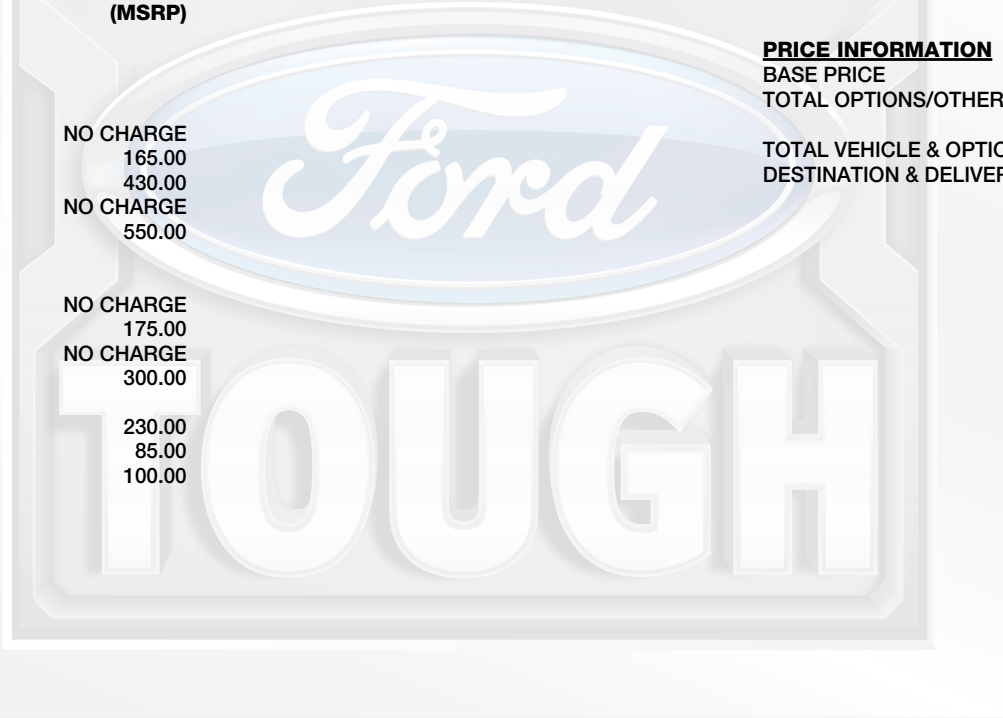 (MSRP)
NO CHARGE
165.00
430.00
NO CHARGE
550.00
NO CHARGE
175.00
NO CHARGE
300.00
230.00
85.00
100.00
PRICE INFORMATION
BASE PRICE
TOTAL OPTIONS/OTHER
TOTAL VEHICLE & OPTIO
DESTINATION & DELIVER
Ford
TOUGH